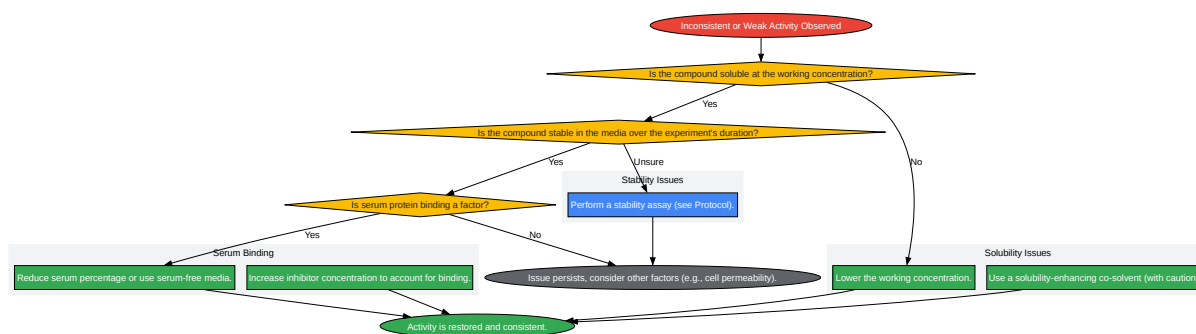 Inconsistent or Weak Activity Observed
Is the compound soluble at the working concentration?
Yes
Is the compound stable in the media over the experiment's duration?
Yes
Unsure
No
Stability Issues
Is serum protein binding a factor?
Perform a stability assay (see Protocol).
Yes
No
Serum Binding
Solubility Issues
Reduce serum percentage or use serum-free media.
Increase inhibitor concentration to account for binding.
Issue persists, consider other factors (e.g., cell permeability).
Lower the working concentration.
Use a solubility-enhancing co-solvent (with caution
Activity is restored and consistent.